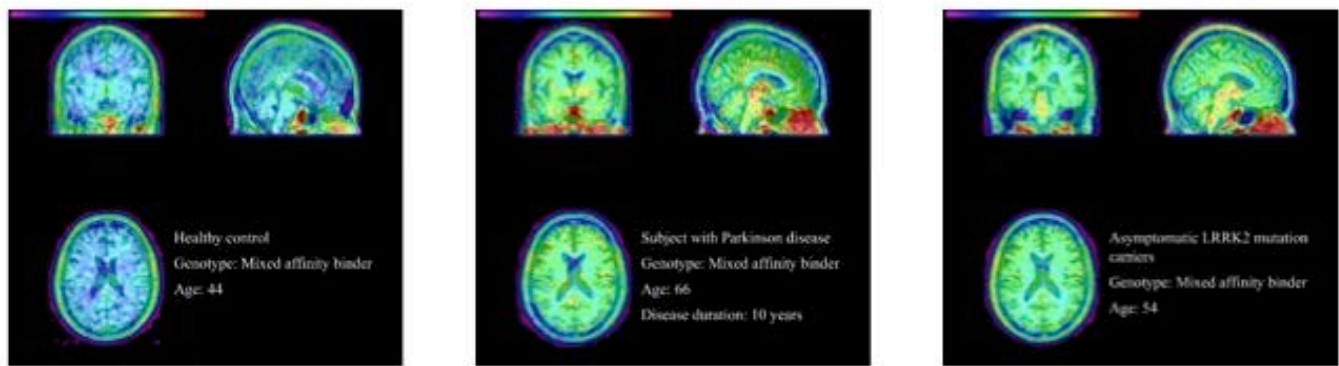 Healthy control
Genotype: Mixed affinity binder
Age: 44
Subject with Parkinson disease
Genotype: Mixed affinity binder
Age: 66
Disease duration: 10 years
Asymptomatic LRRK2 mutation
carriers
Genotype: Mixed affinity binder
Age: 54